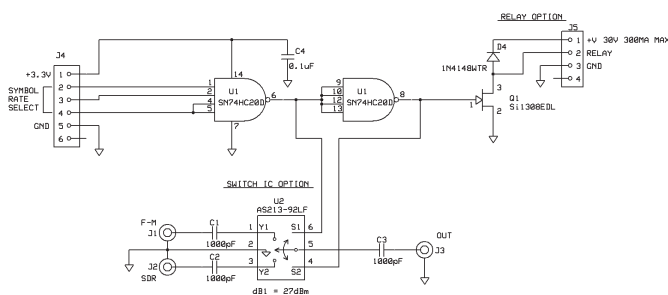 RELAY OPTION
J5
1 +V 30V 300MA MAX
2 RELAY
3 GND
4
D4
1N4148WTR
J4
+3.3V 1
SYMBOL
RATE
SELECT
2
3
4
GND 5
6
C4
0.1uF
14
1
2
4
5
U1
SN74HC20D
6
7
9
10
12
13
U1
SN74HC20D
8
3
1
2
Q1
Si1308EDL
SWITCH IC OPTION
U2
AS213-92LF
F-M
J1
C1
1000pF
1 Y1
S1 6
2
5
3 Y2
S2 4
J2
SDR
C2
1000pF
C3
1000pF
OUT
J3
dB1 = 27dBm